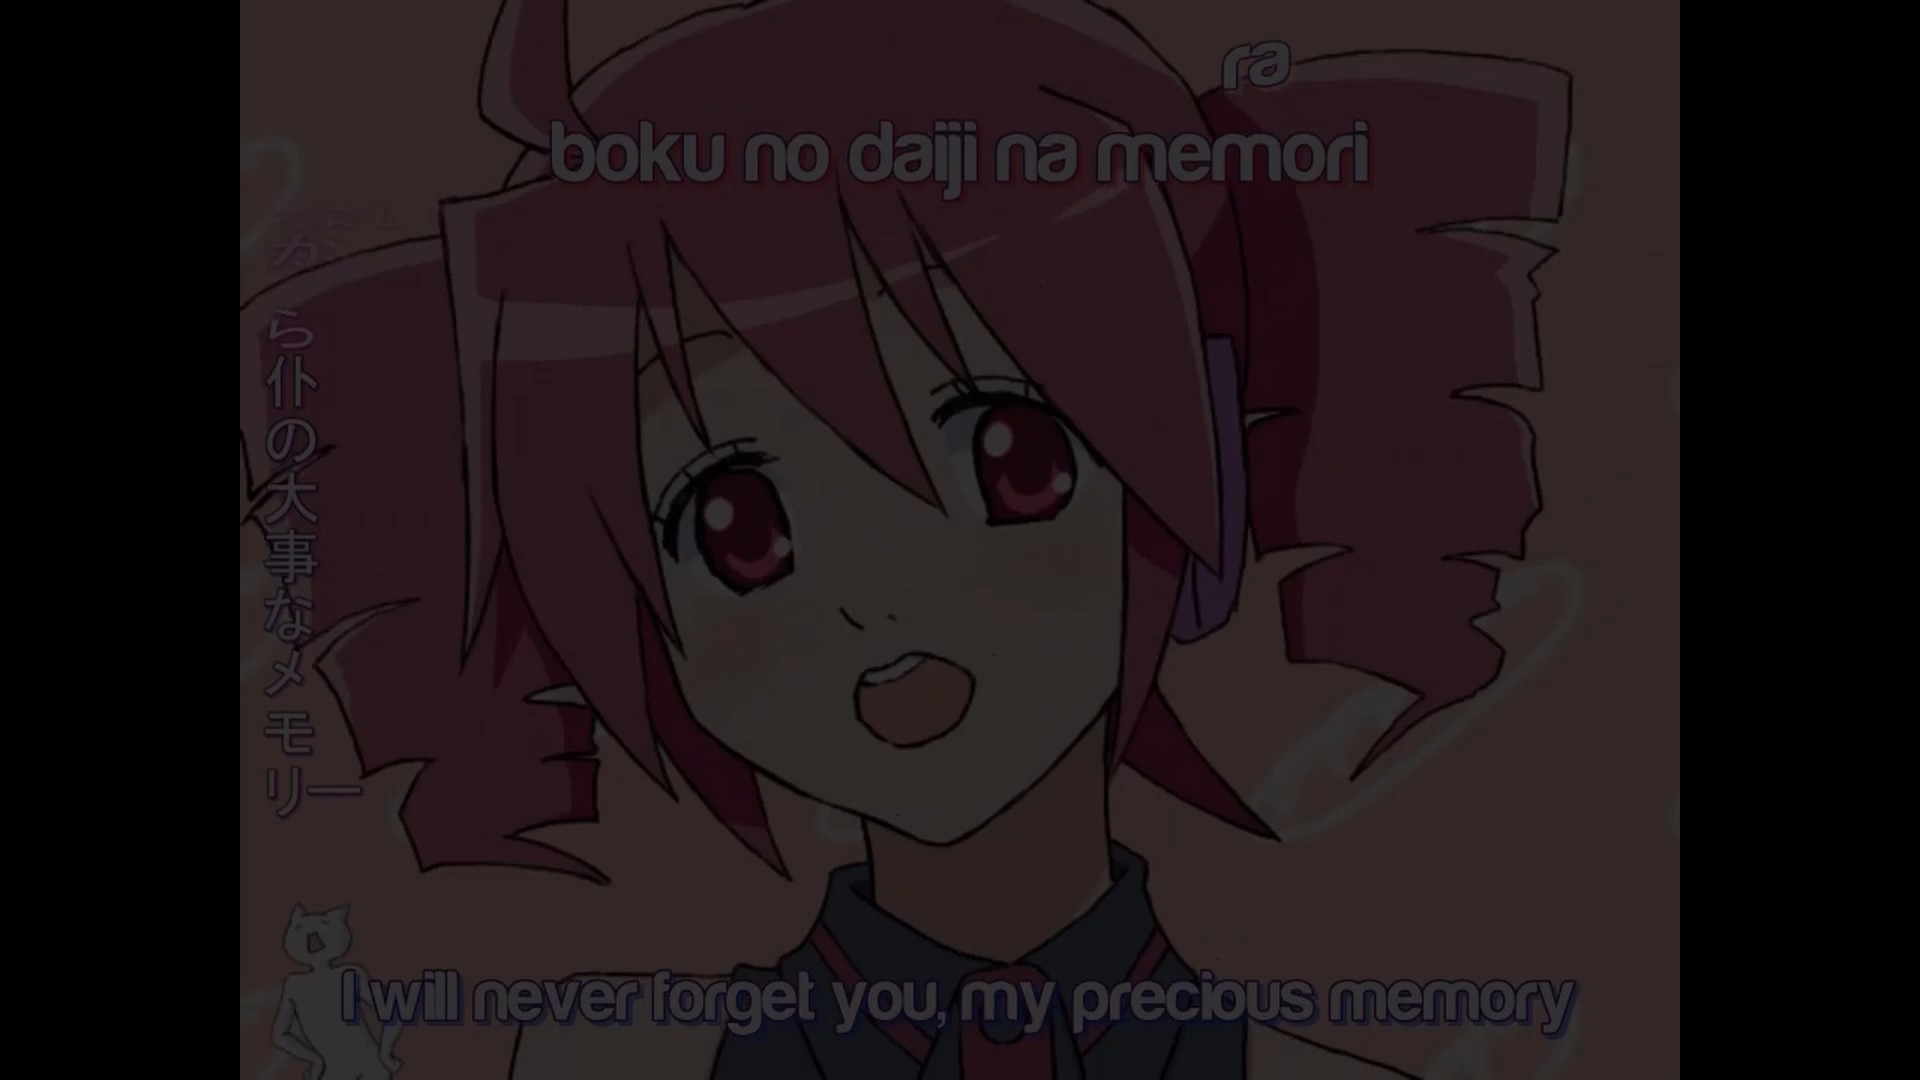 ra
boku no daiji na memori
から僕の大事なメモリー
I will never forget you, my precious memory